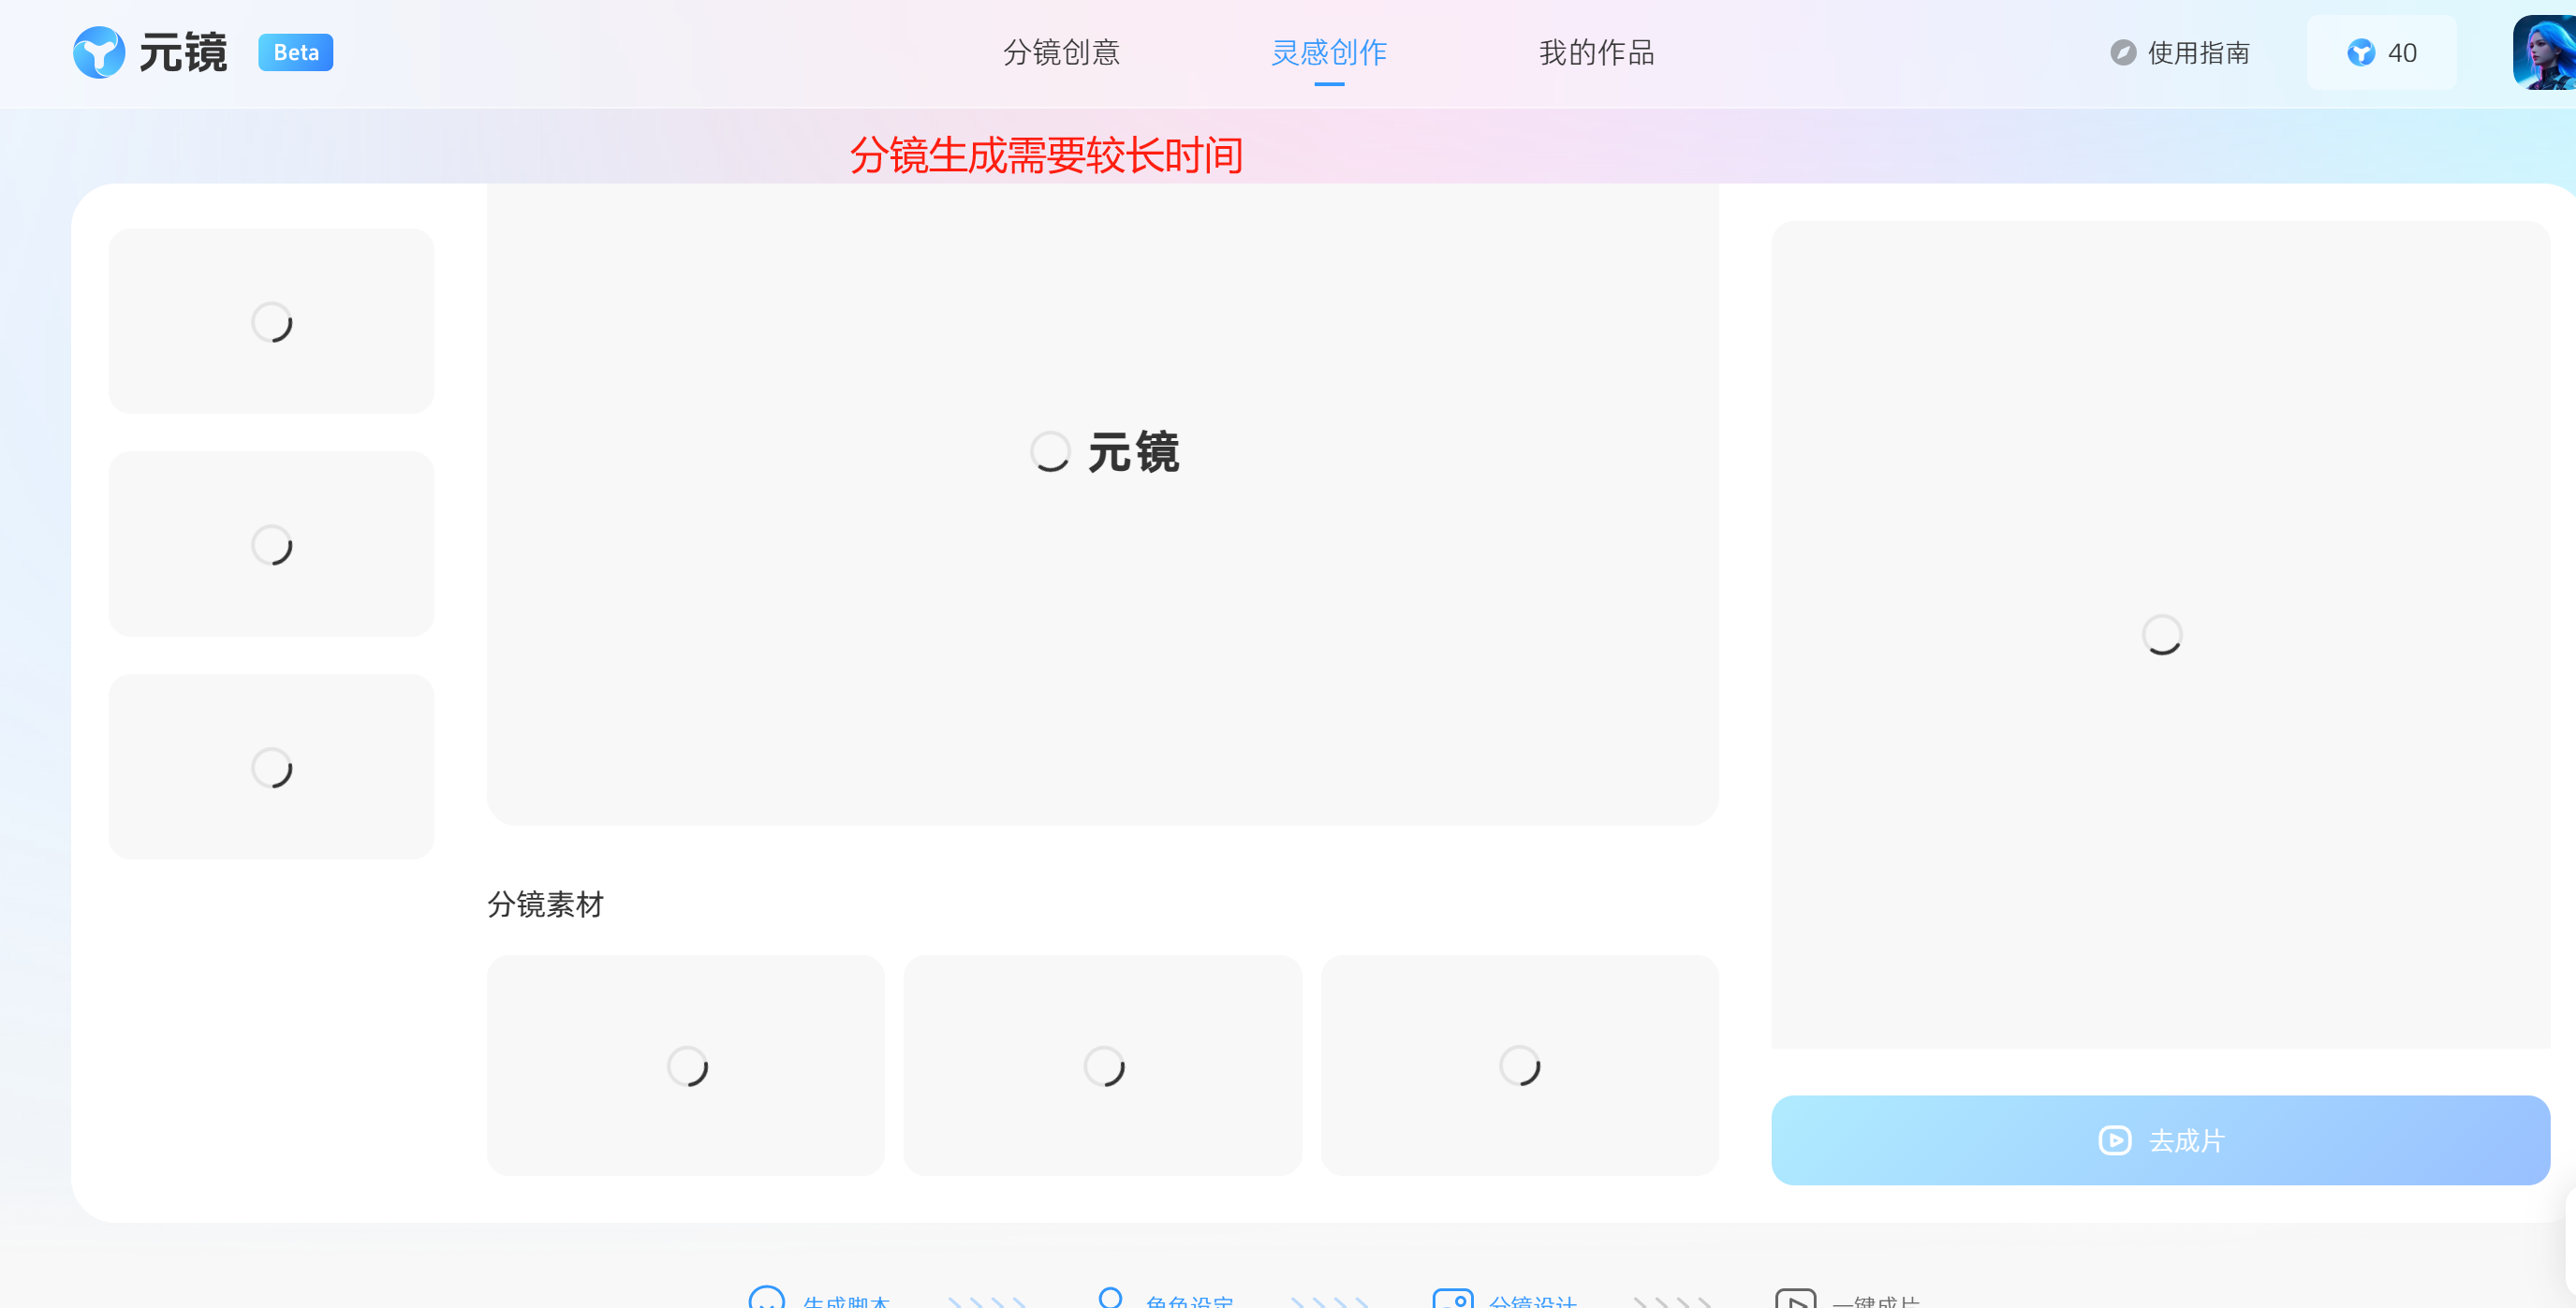 元镜 Beta
分镜创意 灵感创作 我的作品
使用指南 40
分镜生成需要较长时间
元镜
分镜素材
去成片
生成脚本 角色设定 分镜设计 一键成片